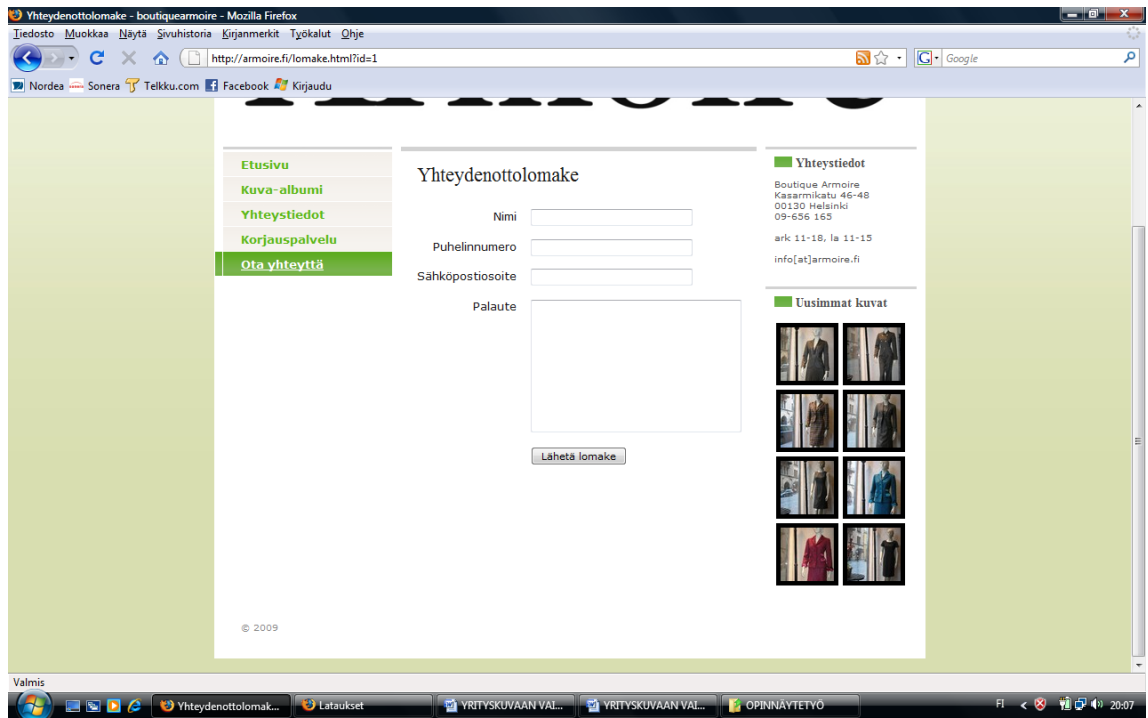 Yhteydenottolomake - boutiquearmoire - Mozilla Firefox
Tiedosto Muokkaa Näytä Sivuhistoria Kirjanmerkit Työkalut Ohje
http://armoire.fi/lomake.html?id=1
G Google
Nordea Sonera Telkku.com Facebook Kirjaudu
Armoire
Etusivu
Kuva-albumi
Yhteystiedot
Korjauspalvelu
Ota yhteyttä
Yhteydenottolomake
Nimi
Puhelinnumero
Sähköpostiosoite
Palaute
Lähetä lomake
Yhteystiedot
Boutique Armoire
Kasarmikatu 46-48
00130 Helsinki
09-656 165
ark 11-18, la 11-15
info[at]armoire.fi
Uusimmat kuvat
© 2009
Valmis
Yhteydenottolomak... Lataukset YRITYSKUVAAN VAI... YRITYSKUVAAN VAI... OPINNÄYTETYÖ FI 20:07